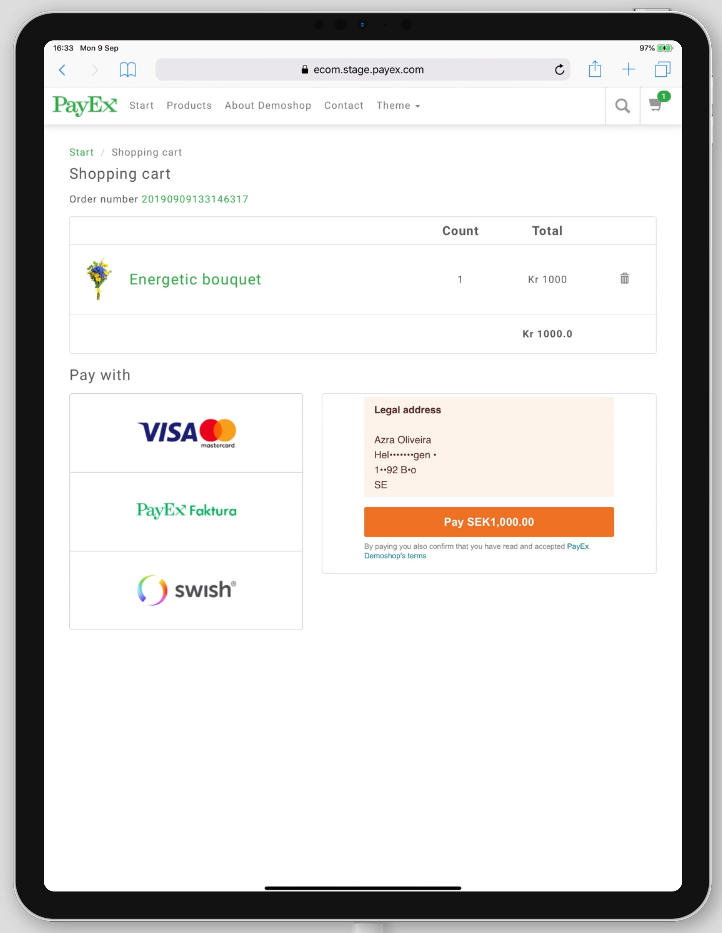 16:33 Mon 9 Sep 97%
ecom.stage.payex.com
PayEx Start Products About Demoshop Contact Theme 1
Start / Shopping cart
Shopping cart
Order number 20190909133146317
Count Total
Energetic bouquet 1 Kr 1000
Kr 1000.0
Pay with
VISA mastercard
PayEx Faktura
swish®
Legal address
Azra Oliveira
Hel•••••••gen •
1••92 B•o
SE
Pay SEK1,000.00
By paying you also confirm that you have read and accepted PayEx
Demoshop's terms